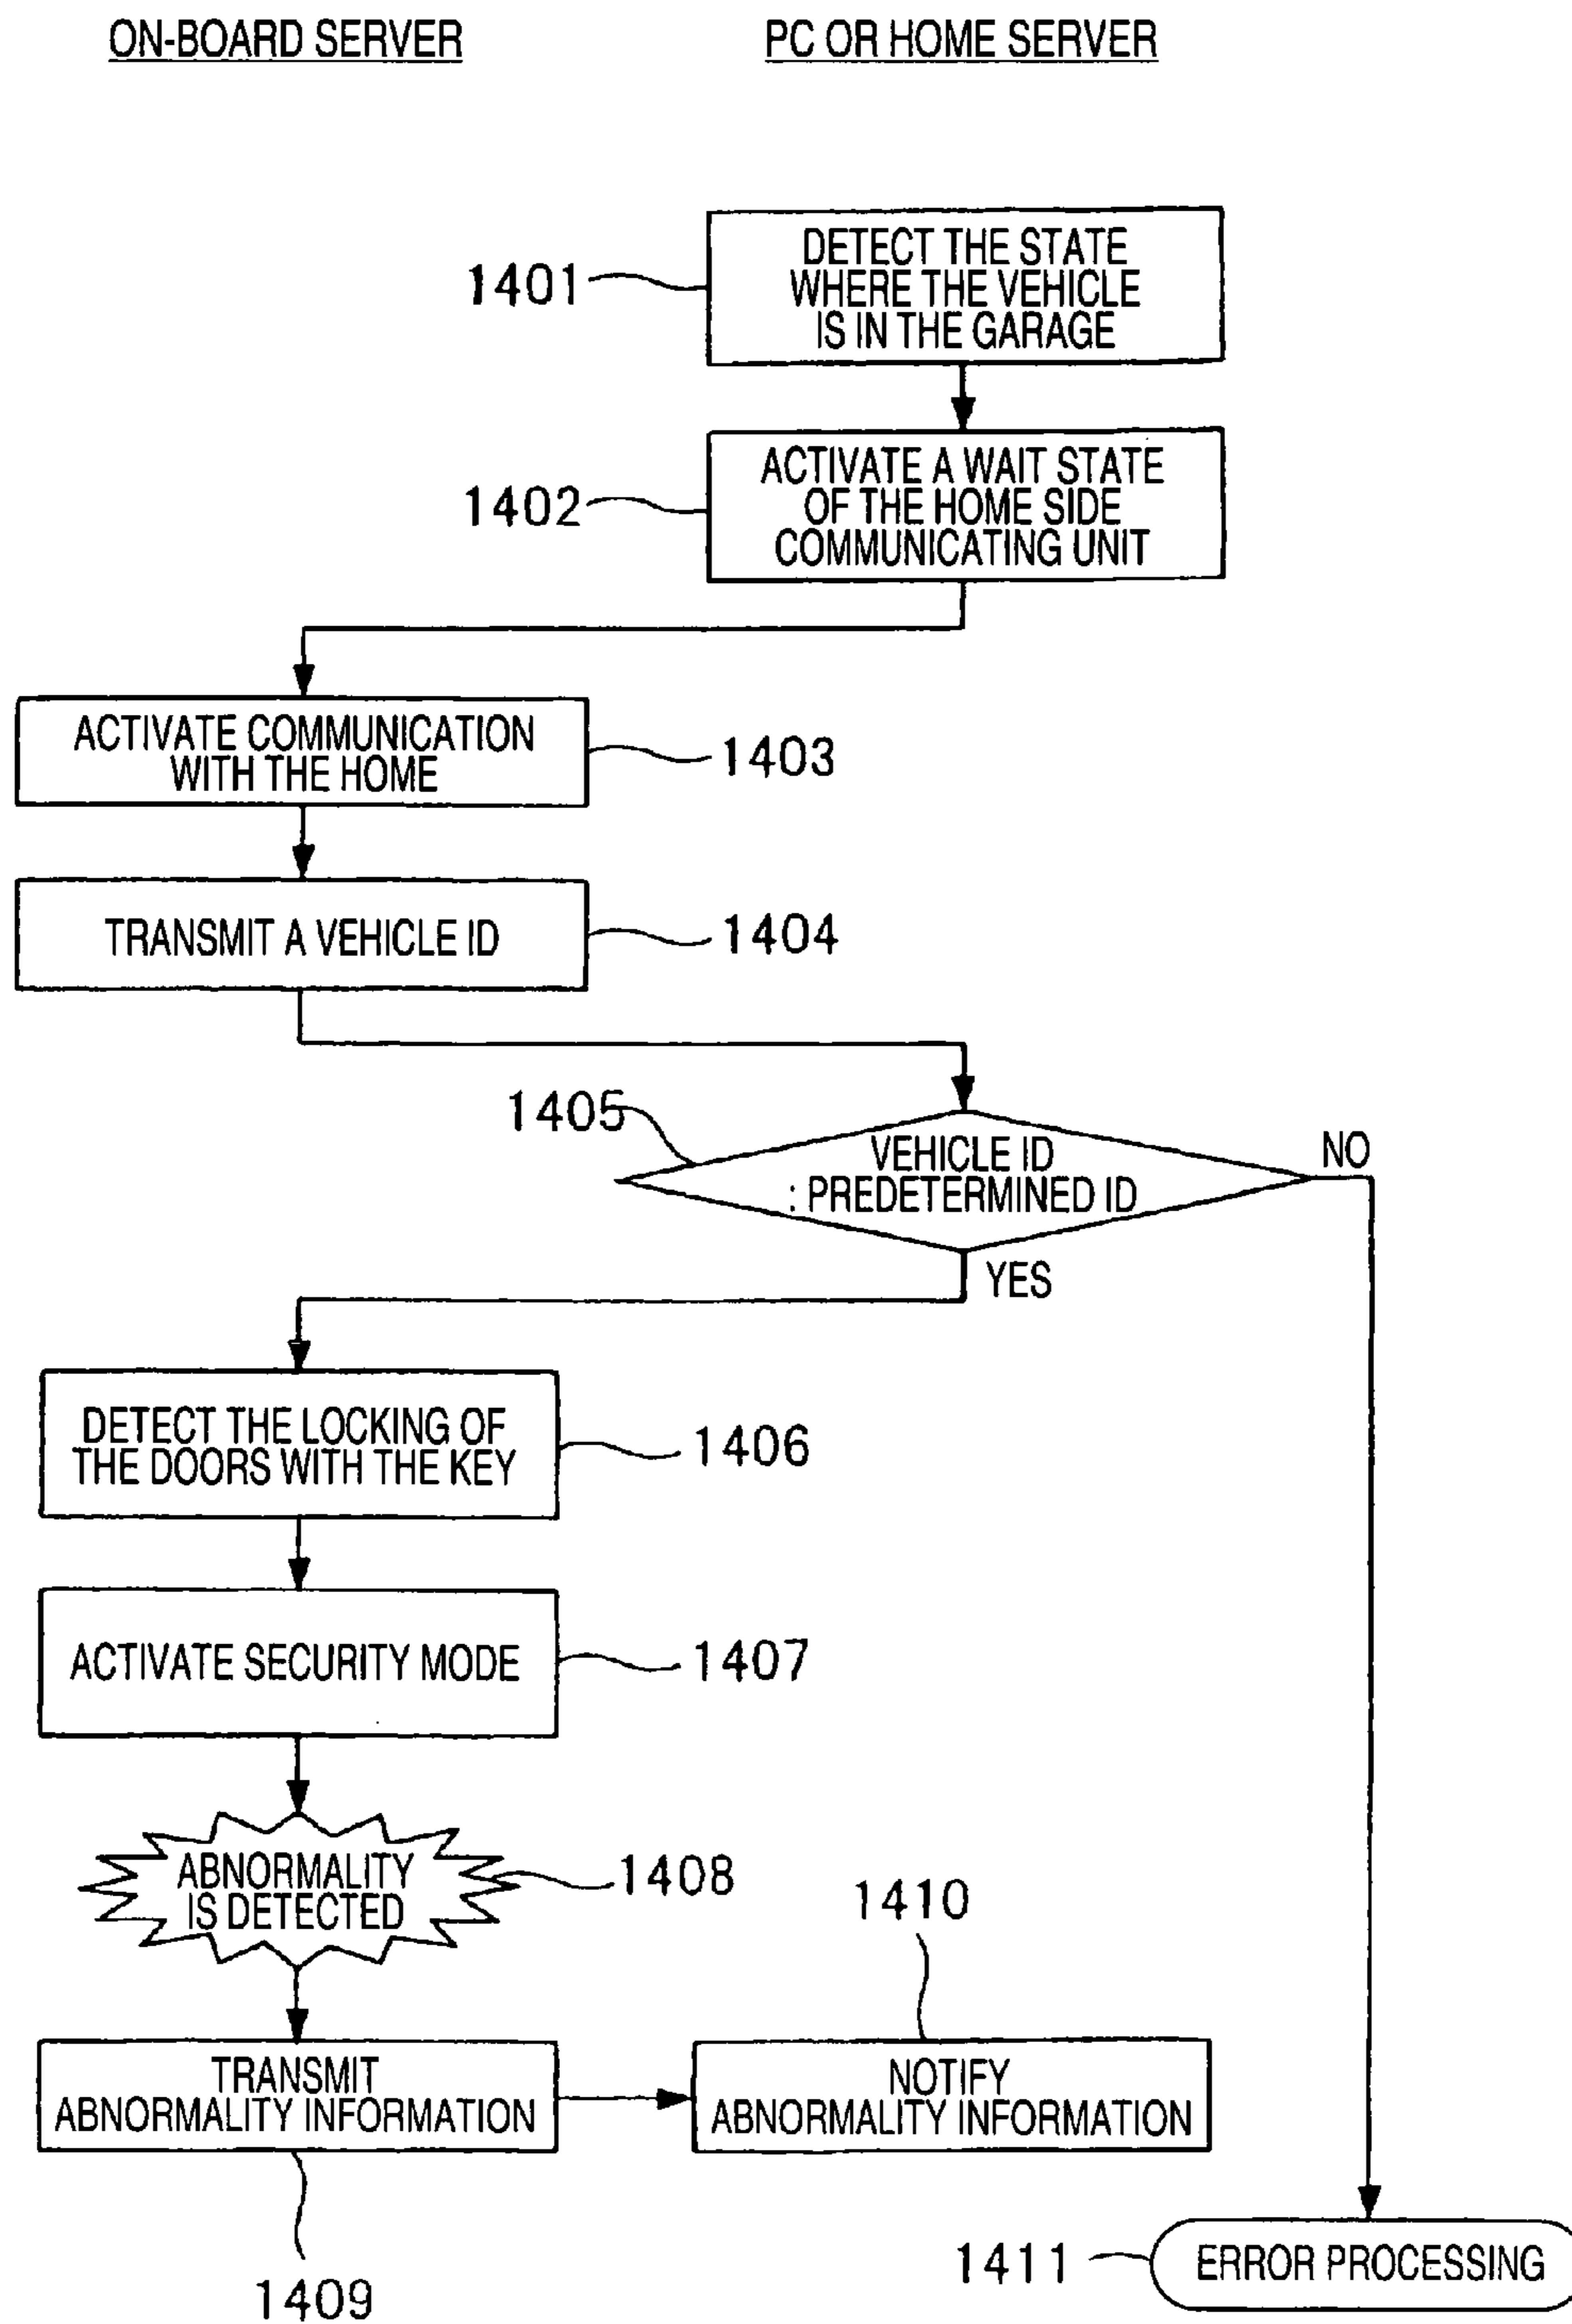 ON-BOARD SERVER
PC OR HOME SERVER
1401
DETECT THE STATE
WHERE THE VEHICLE
IS IN THE GARAGE
1402
ACTIVATE A WAIT STATE
OF THE HOME SIDE
COMMUNICATING UNIT
ACTIVATE COMMUNICATION
WITH THE HOME
1403
TRANSMIT A VEHICLE ID
1404
1405
VEHICLE ID
: PREDETERMINED ID
NO
YES
DETECT THE LOCKING OF
THE DOORS WITH THE KEY
1406
ACTIVATE SECURITY MODE
1407
ABNORMALITY
IS DETECTED
1408
1410
TRANSMIT
ABNORMALITY INFORMATION
NOTIFY
ABNORMALITY INFORMATION
1409
1411
ERROR PROCESSING